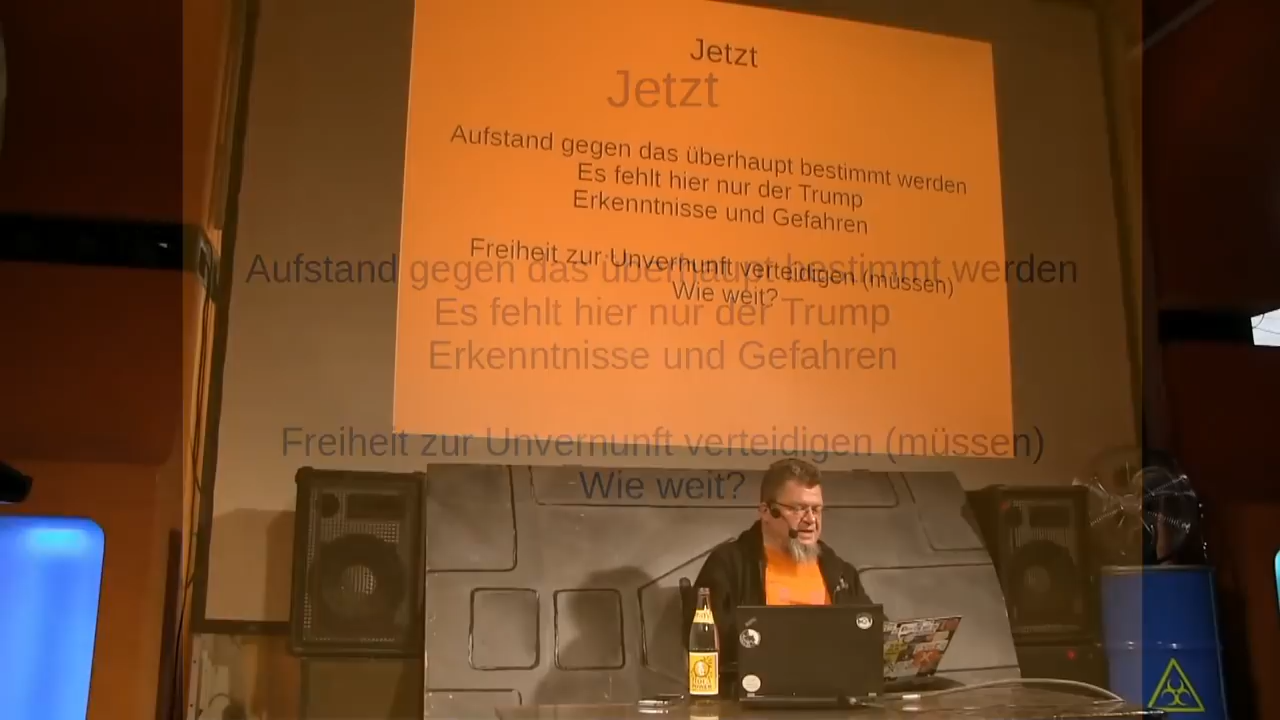 Jetzt
Aufstand gegen das überhaupt bestimmt werden
Es fehlt hier nur der Trump
Erkenntnisse und Gefahren
Freiheit zur Unvernunft verteidigen (müssen)
Wie weit?
Jetzt
Aufstand gegen das überhaupt bestimmt werden
Es fehlt hier nur der Trump
Erkenntnisse und Gefahren
Freiheit zur Unvernunft verteidigen (müssen)
Wie weit?